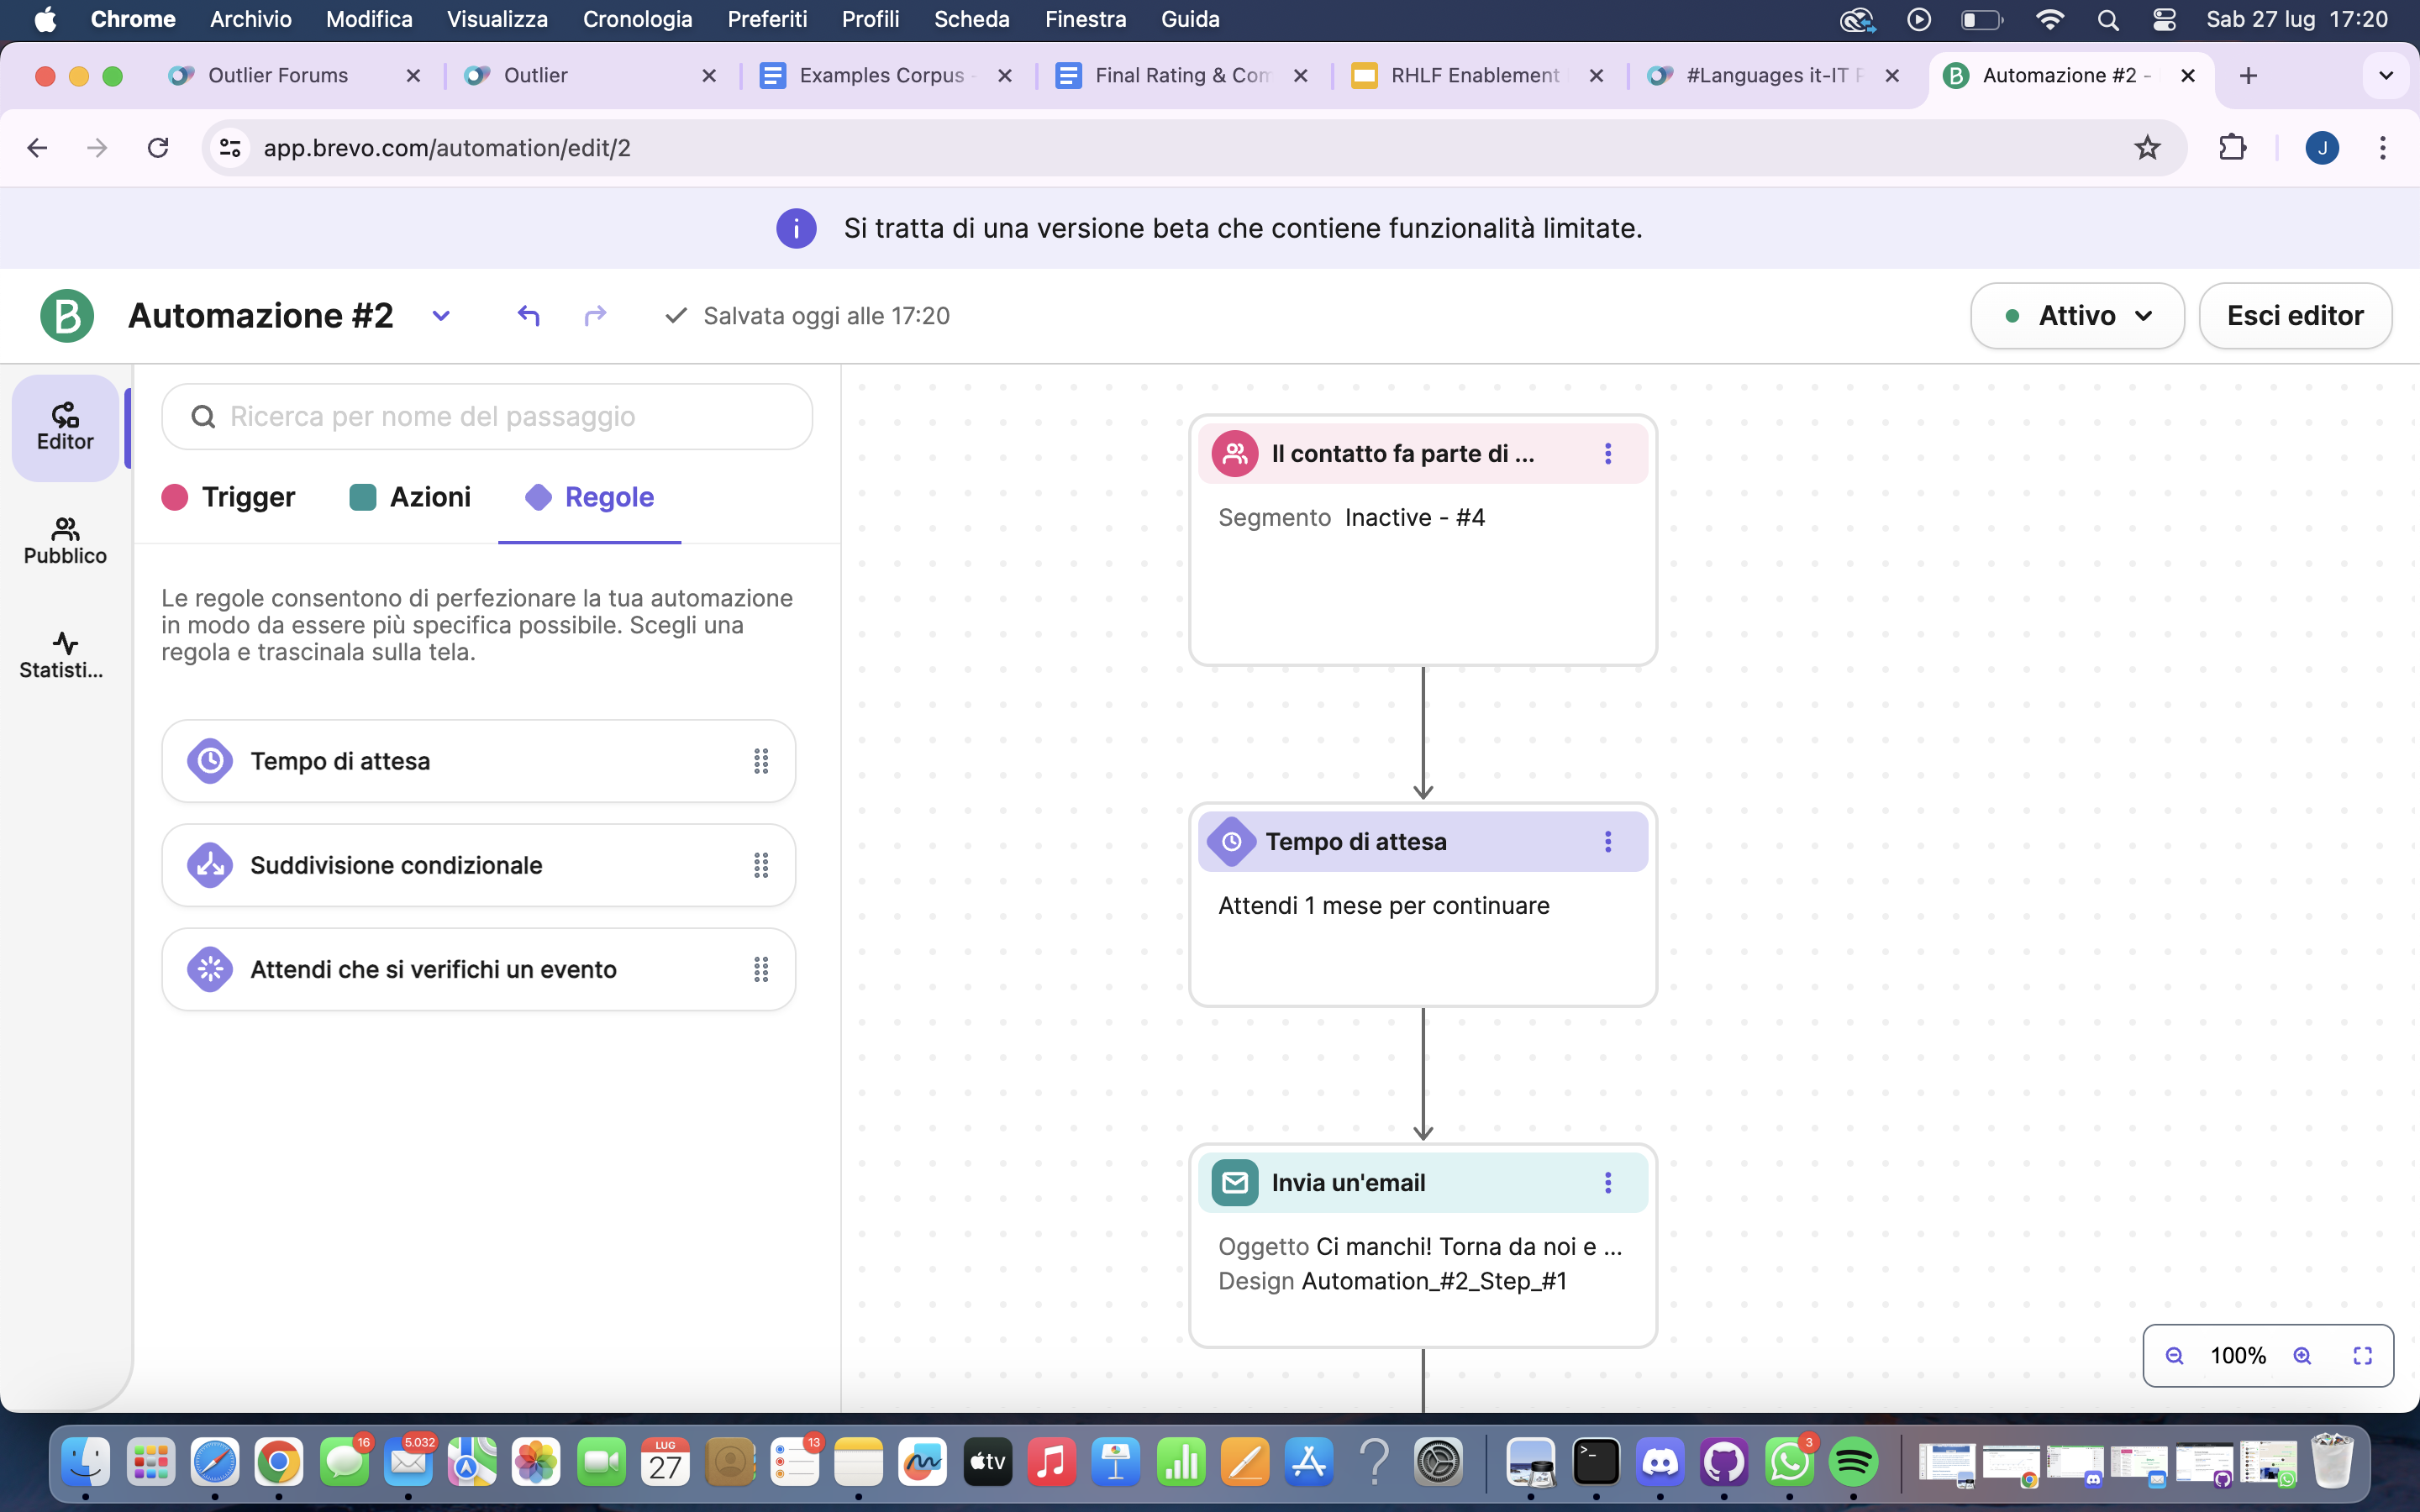 Chrome Archivio Modifica Visualizza Cronologia Preferiti Profili Scheda Finestra Guida Sab 27 lug 17:20
Outlier Forums Outlier Examples Corpus - Final Rating & Com RHLF Enablement #Languages it-IT Automazione #2 -
app.brevo.com/automation/edit/2 J
i Si tratta di una versione beta che contiene funzionalità limitate.
B Automazione #2 Salvata oggi alle 17:20 Attivo Esci editor
Editor
Pubblico
Statisti...
Ricerca per nome del passaggio
Trigger Azioni Regole
Le regole consentono di perfezionare la tua automazione
in modo da essere più specifica possibile. Scegli una
regola e trascinala sulla tela.
Tempo di attesa
Suddivisione condizionale
Attendi che si verifichi un evento
Il contatto fa parte di ...
Segmento Inactive - #4
Tempo di attesa
Attendi 1 mese per continuare
Invia un'email
Oggetto Ci manchi! Torna da noi e ...
Design Automation_#2_Step_#1
100%
16 5.032 LUG 27 13 tv 3